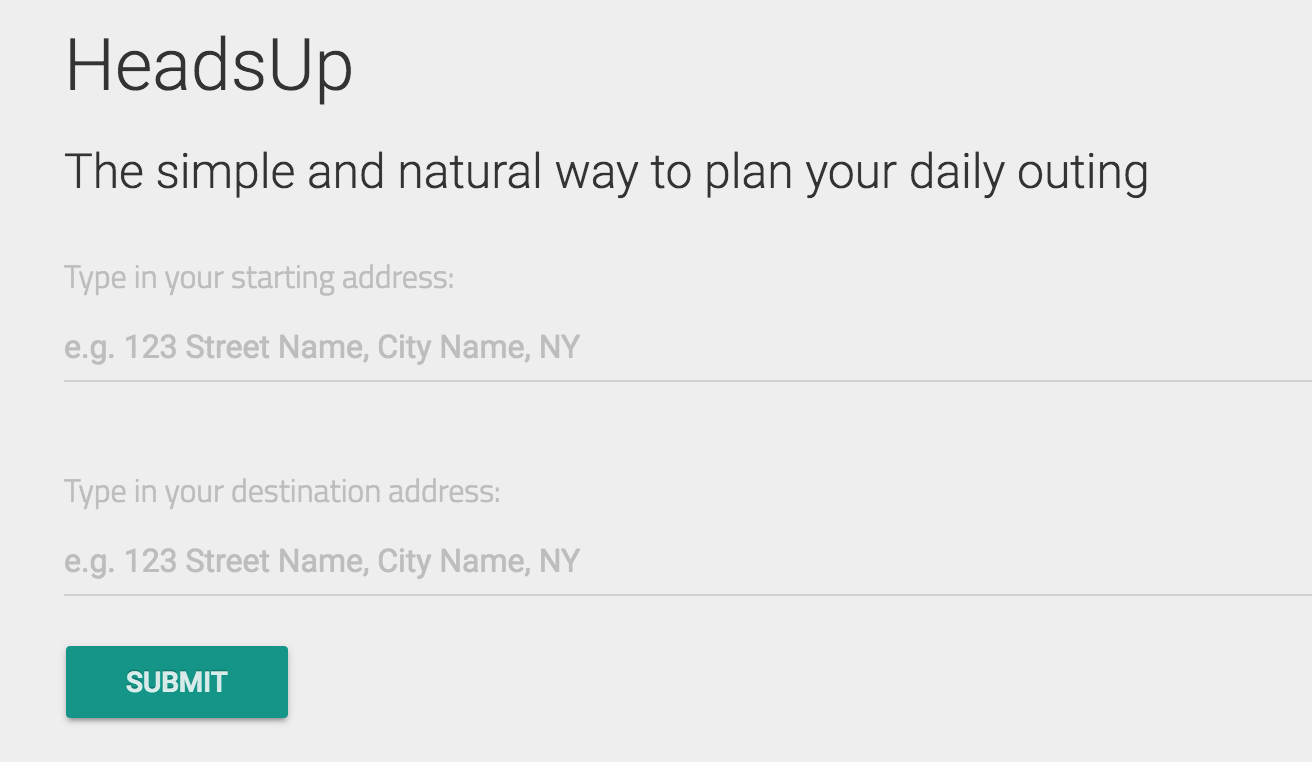 HeadsUp
The simple and natural way to plan your daily outing
Type in your starting address:
e.g. 123 Street Name, City Name, NY
Type in your destination address:
e.g. 123 Street Name, City Name, NY
SUBMIT